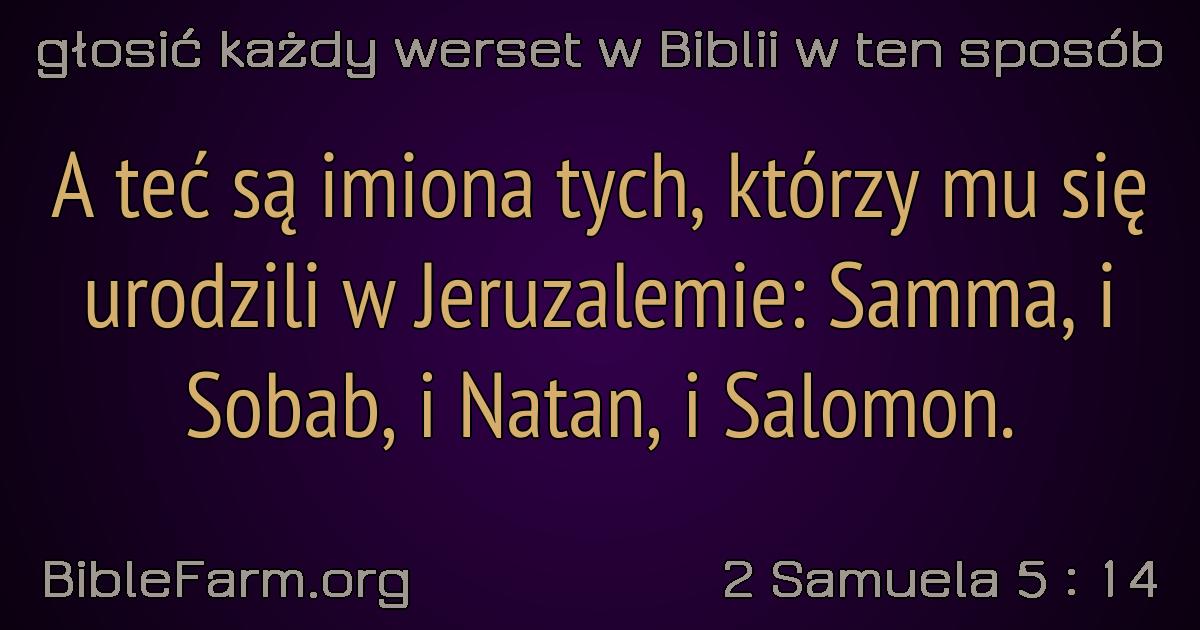 głosić każdy werset w Biblii w ten sposób
A teć są imiona tych, którzy mu się
urodzili w Jeruzalemie: Samma, i
Sobab, i Natan, i Salomon.
BibleFarm.org
2 Samuela 5 : 14